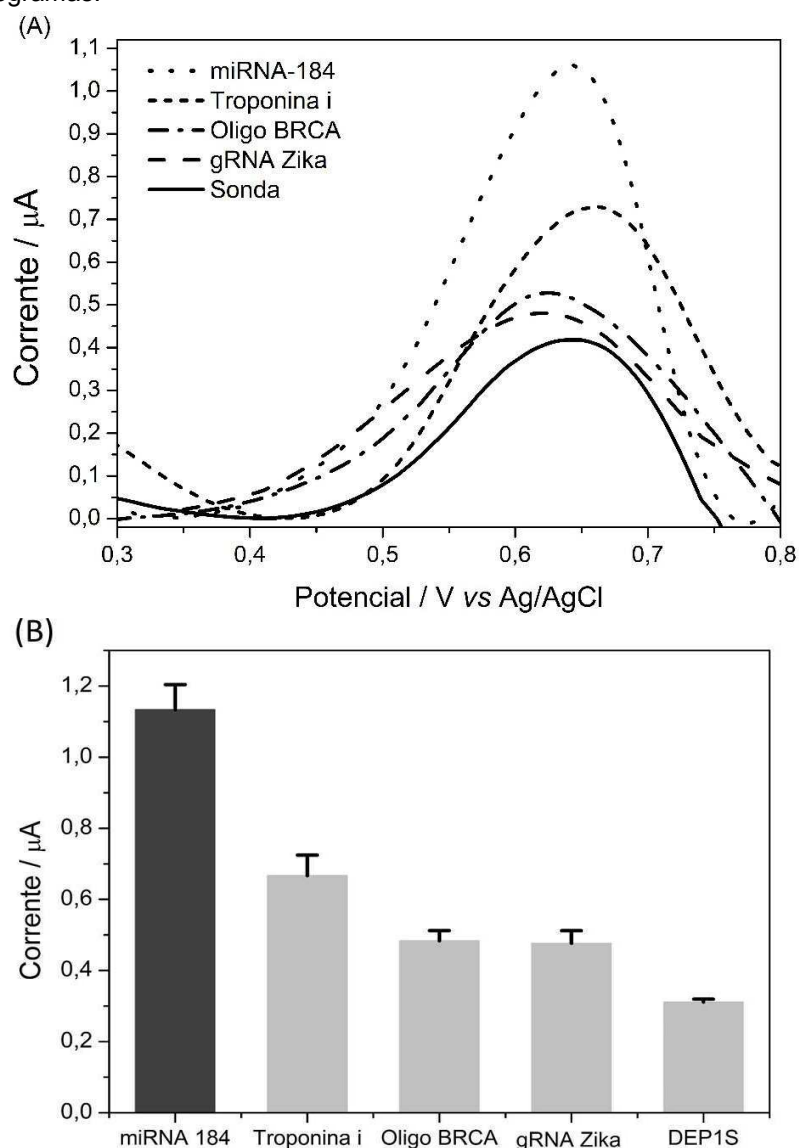 (A)
1,1
1,0
0,9
0,8
0,7
0,6
0,5
0,4
0,3
0,2
0,1
0,0
miRNA-184
Troponina i
Oligo BRCA
gRNA Zika
Sonda
Corrente / μA
0,3 0,4 0,5 0,6 0,7 0,8
Potencial / V vs Ag/AgCl
(B)
1,2
1,0
0,8
0,6
0,4
0,2
0,0
Corrente / μA
miRNA 184 Troponina i Oligo BRCA gRNA Zika DEP1S